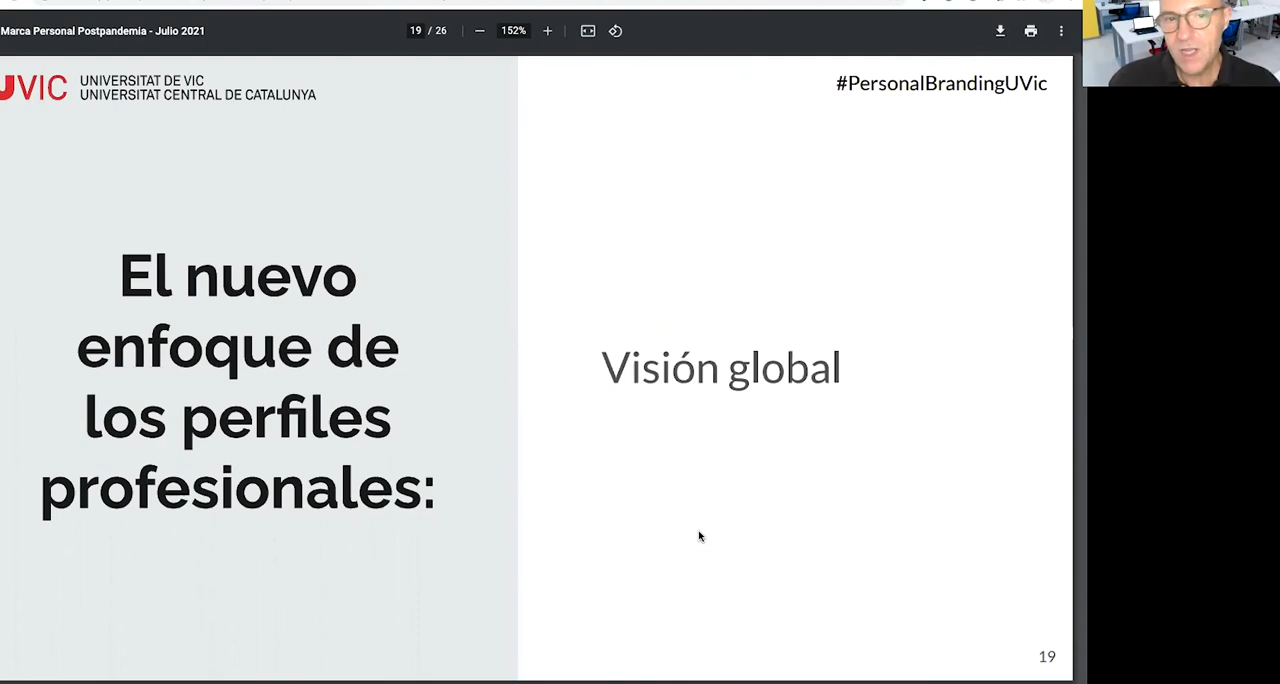 Marca Personal Postpandemia - Julio 2021
19 / 26
152%
UVIC
UNIVERSITAT DE VIC
UNIVERSITAT CENTRAL DE CATALUNYA
#PersonalBrandingUVic
El nuevo
enfoque de
los perfiles
profesionales:
Visión global
19